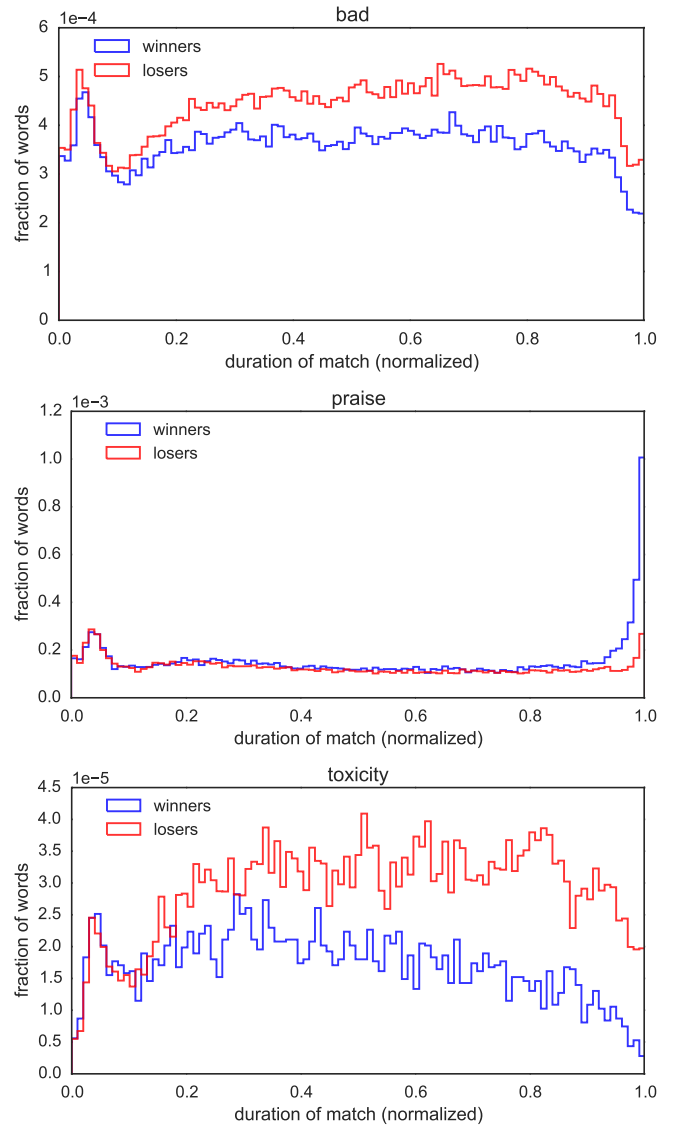 bad
1e−4
winners
losers
6
5
4
3
2
1
0
fraction of words
0.0 0.2 0.4 0.6 0.8 1.0
duration of match (normalized)
praise
1e−3
winners
losers
1.2
1.0
0.8
0.6
0.4
0.2
0.0
fraction of words
0.0 0.2 0.4 0.6 0.8 1.0
duration of match (normalized)
toxicity
1e−5
winners
losers
4.5
4.0
3.5
3.0
2.5
2.0
1.5
1.0
0.5
0.0
fraction of words
0.0 0.2 0.4 0.6 0.8 1.0
duration of match (normalized)